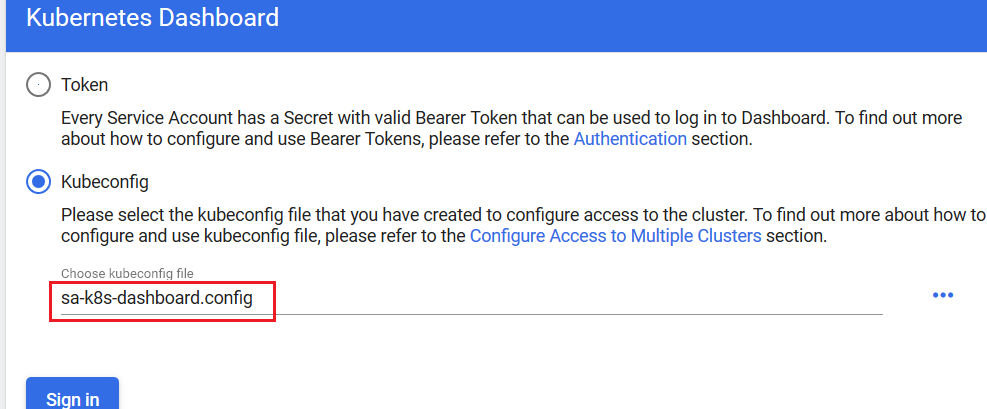 Kubernetes Dashboard
Token
Every Service Account has a Secret with valid Bearer Token that can be used to log in to Dashboard. To find out more
about how to configure and use Bearer Tokens, please refer to the Authentication section.
Kubeconfig
Please select the kubeconfig file that you have created to configure access to the cluster. To find out more about how to
configure and use kubeconfig file, please refer to the Configure Access to Multiple Clusters section.
Choose kubeconfig file
sa-k8s-dashboard.config
Sign in